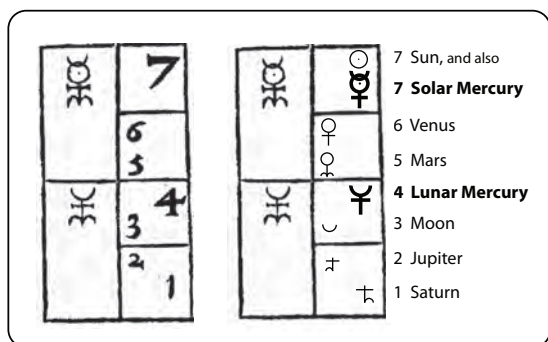 7
6
5
4
3
2
1
7 Sun, and also
7 Solar Mercury
6 Venus
5 Mars
4 Lunar Mercury
3 Moon
2 Jupiter
1 Saturn